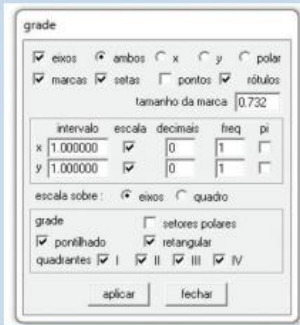 grade
eixos ambos x y polar
marcas setas pontos rótulos
tamanho da marca 0.732
intervalo escala decimais freq pi
x 1.000000 0 1
y 1.000000 0 1
escala sobre : eixos quadro
grade setores polares
pontilhado retangular
quadrantes I II III IV
aplicar fechar